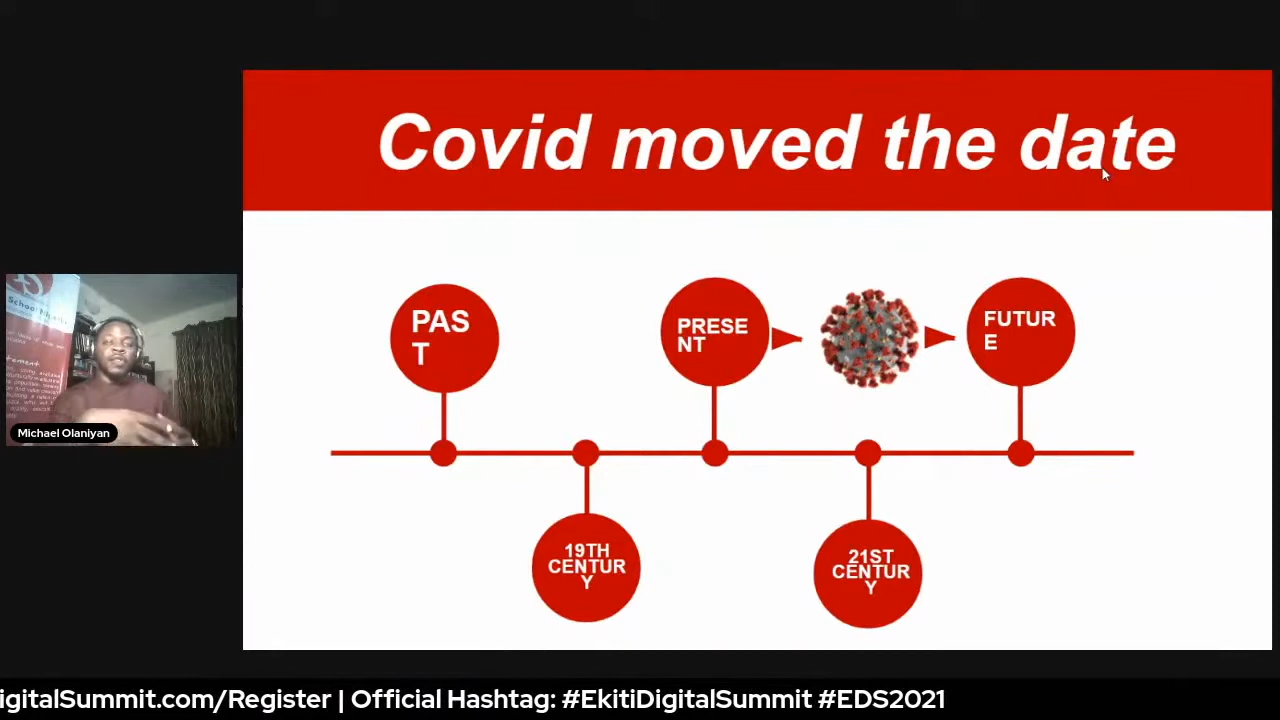 Covid moved the date
PAS
T
PRESE
NT
FUTUR
E
19TH
CENTUR
Y
21ST
CENTUR
Y
Michael Olaniyan
igitalSummit.com/Register | Official Hashtag: #EkitiDigitalSummit #EDS2021